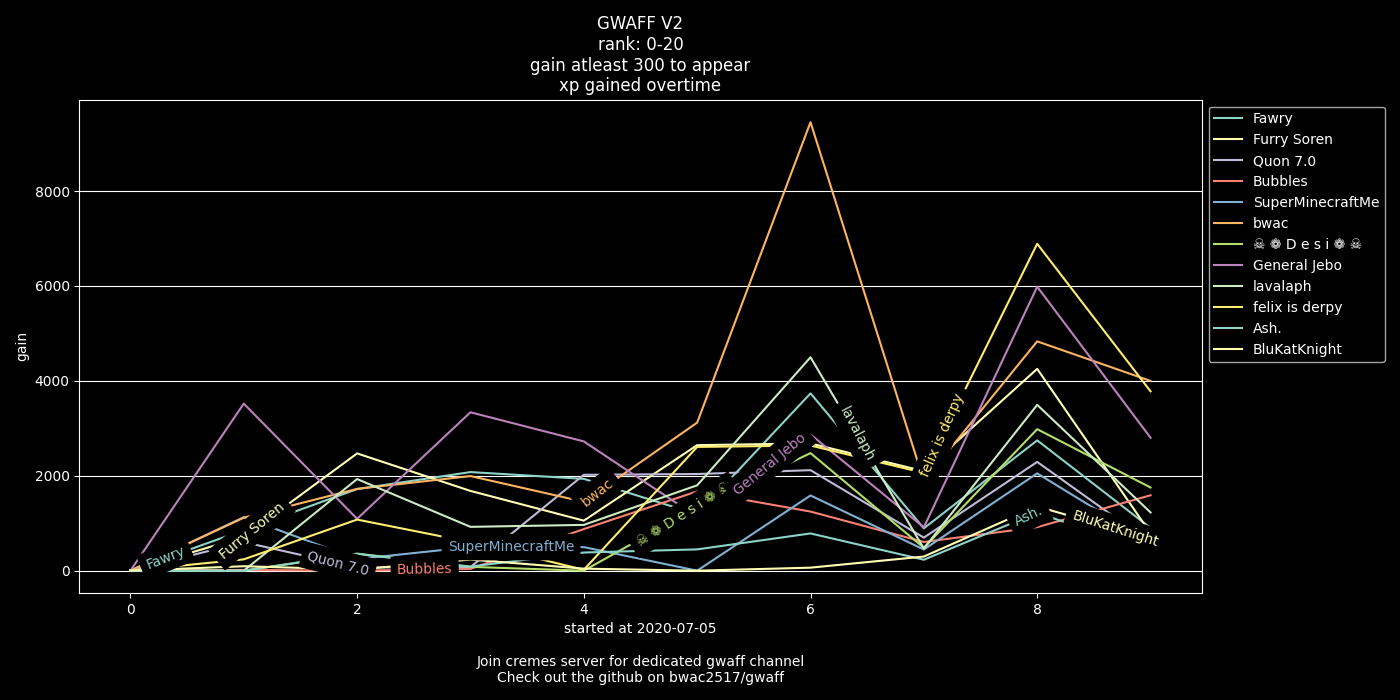 GWAFF V2
rank: 0-20
gain atleast 300 to appear
xp gained overtime
gain
8000
6000
4000
2000
0
0
2
4
6
8
started at 2020-07-05
Join cremes server for dedicated gwaff channel
Check out the github on bwac2517/gwaff
Fawry
Furry Soren
Quon 7.0
Bubbles
SuperMinecraftMe
bwac
☠ ❁ D e s i ❁ ☠
General Jebo
lavalaph
felix is derpy
Ash.
BluKatKnight
Fawry
Furry Soren
Quon 7.0
Bubbles
SuperMinecraftMe
bwac
☠ ❁ D e s i ❁ ☠
General Jebo
lavalaph
felix is derpy
Ash.
BluKatKnight